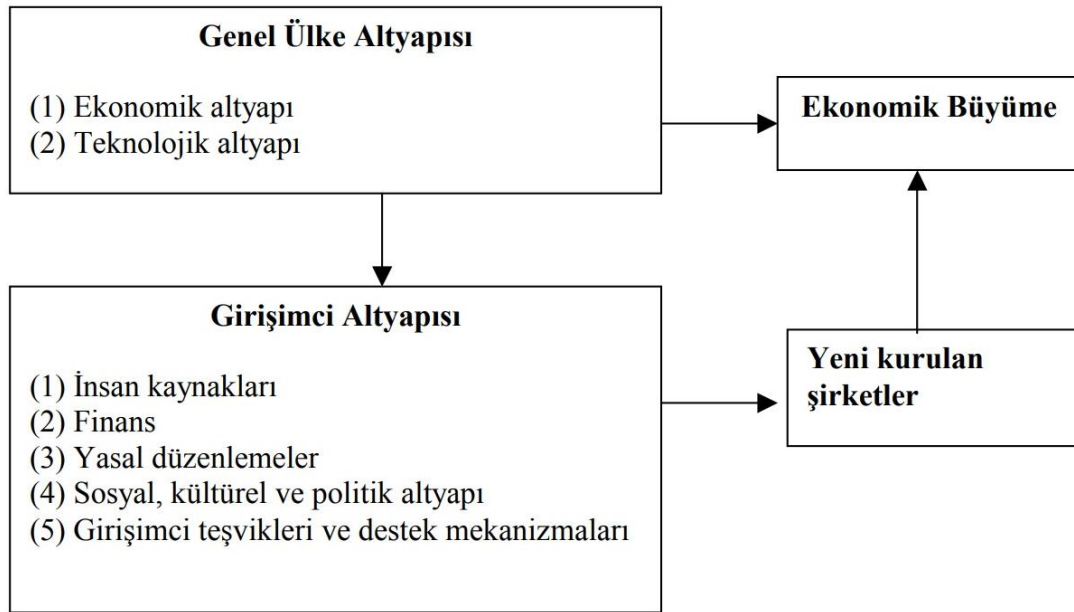 Genel Ülke Altyapısı
(1) Ekonomik altyapı
(2) Teknolojik altyapı
Ekonomik Büyüme
Girişimci Altyapısı
(1) İnsan kaynakları
(2) Finans
(3) Yasal düzenlemeler
(4) Sosyal, kültürel ve politik altyapı
(5) Girişimci teşvikleri ve destek mekanizmaları
Yeni kurulan
şirketler